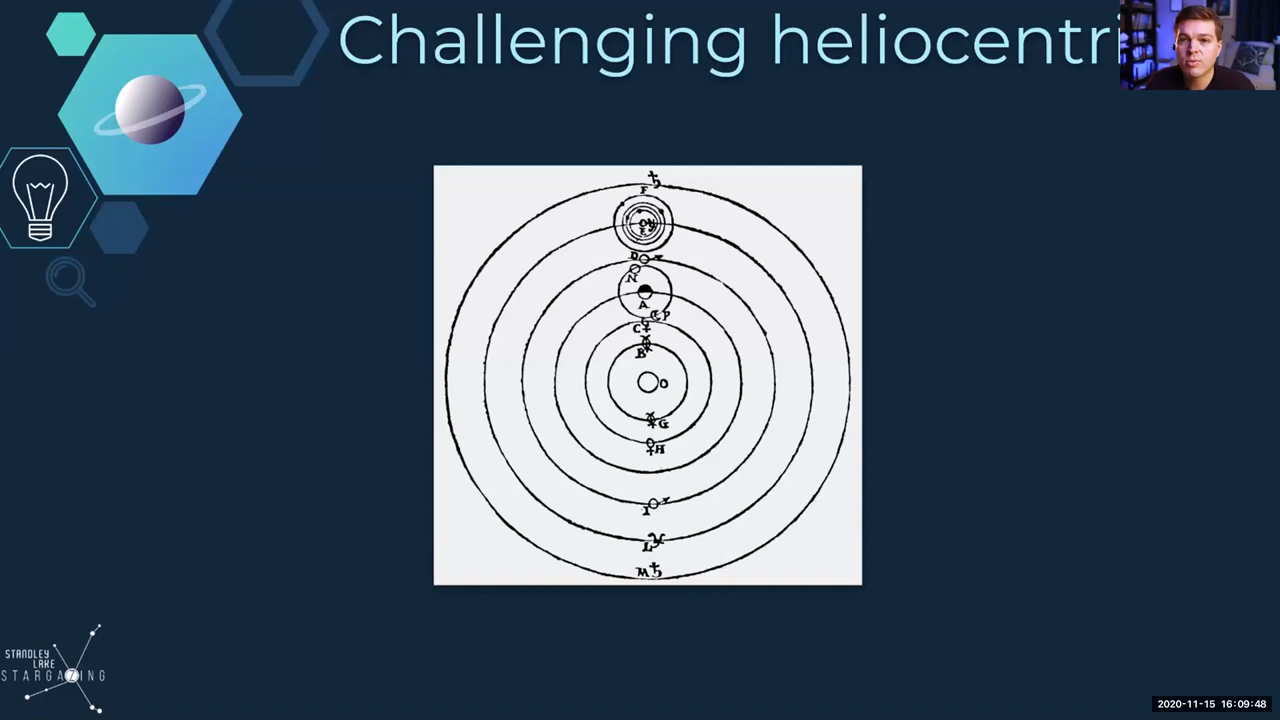 Challenging heliocentri
♄
F
E
D
N
A
P
C
B
O
G
H
I
L
M♄
STANDLEY
LAKE
STARGAZING
2020-11-15 16:09:48